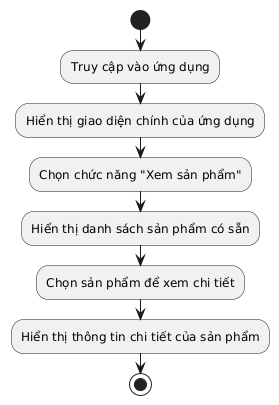 Truy cập vào ứng dụng
Hiển thị giao diện chính của ứng dụng
Chọn chức năng "Xem sản phẩm"
Hiển thị danh sách sản phẩm có sẵn
Chọn sản phẩm để xem chi tiết
Hiển thị thông tin chi tiết của sản phẩm